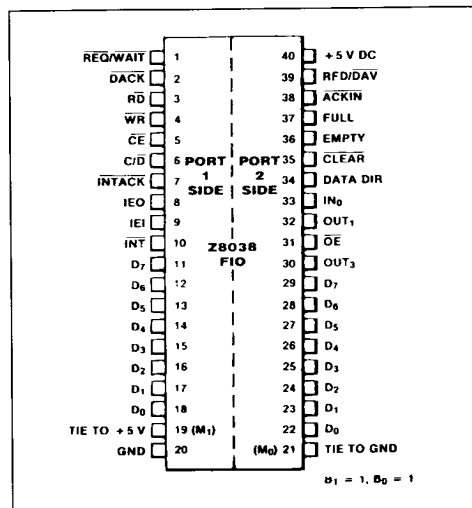 REQ/WAIT 1 40 +5 V DC
DACK 2 39 RFD/DAV
RD 3 38 ACKIN
WR 4 37 FULL
CE 5 36 EMPTY
C/D 6 PORT 1 SIDE PORT 2 SIDE 35 CLEAR
INTACK 7 34 DATA DIR
IEO 8 33 IN0
IEI 9 32 OUT1
INT 10 Z8038 FIO 31 OE
D7 11 30 OUT3
D6 12 29 D7
D5 13 28 D6
D4 14 27 D5
D3 15 26 D4
D2 16 25 D3
D1 17 24 D2
D0 18 23 D1
TIE TO +5 V 19 (M1) 22 D0
GND 20 (M0) 21 TIE TO GND
B1 = 1, B0 = 1